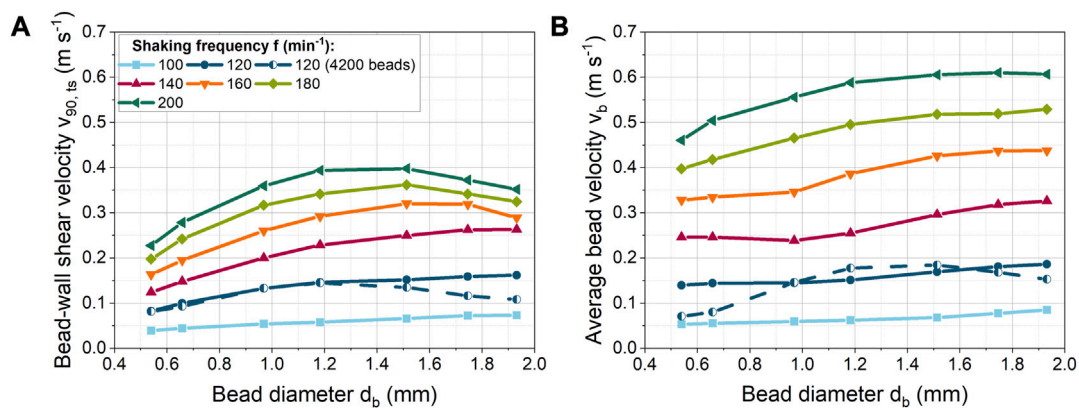 A
B
Shaking frequency f (min⁻¹):
100 120 120 (4200 beads)
140 160 180
200
Bead-wall shear velocity v90, ts (m s⁻¹)
0.7
0.6
0.5
0.4
0.3
0.2
0.1
0.0
0.4 0.6 0.8 1.0 1.2 1.4 1.6 1.8 2.0
Bead diameter db (mm)
Average bead velocity vb (m s⁻¹)
0.7
0.6
0.5
0.4
0.3
0.2
0.1
0.0
0.4 0.6 0.8 1.0 1.2 1.4 1.6 1.8 2.0
Bead diameter db (mm)